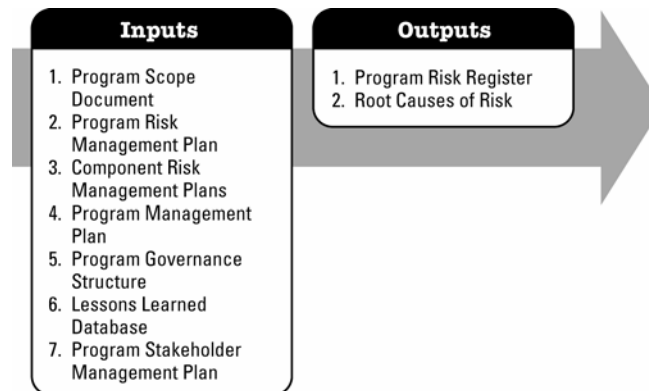 Inputs
1. Program Scope
Document
2. Program Risk
Management Plan
3. Component Risk
Management Plans
4. Program Management
Plan
5. Program Governance
Structure
6. Lessons Learned
Database
7. Program Stakeholder
Management Plan
Outputs
1. Program Risk Register
2. Root Causes of Risk